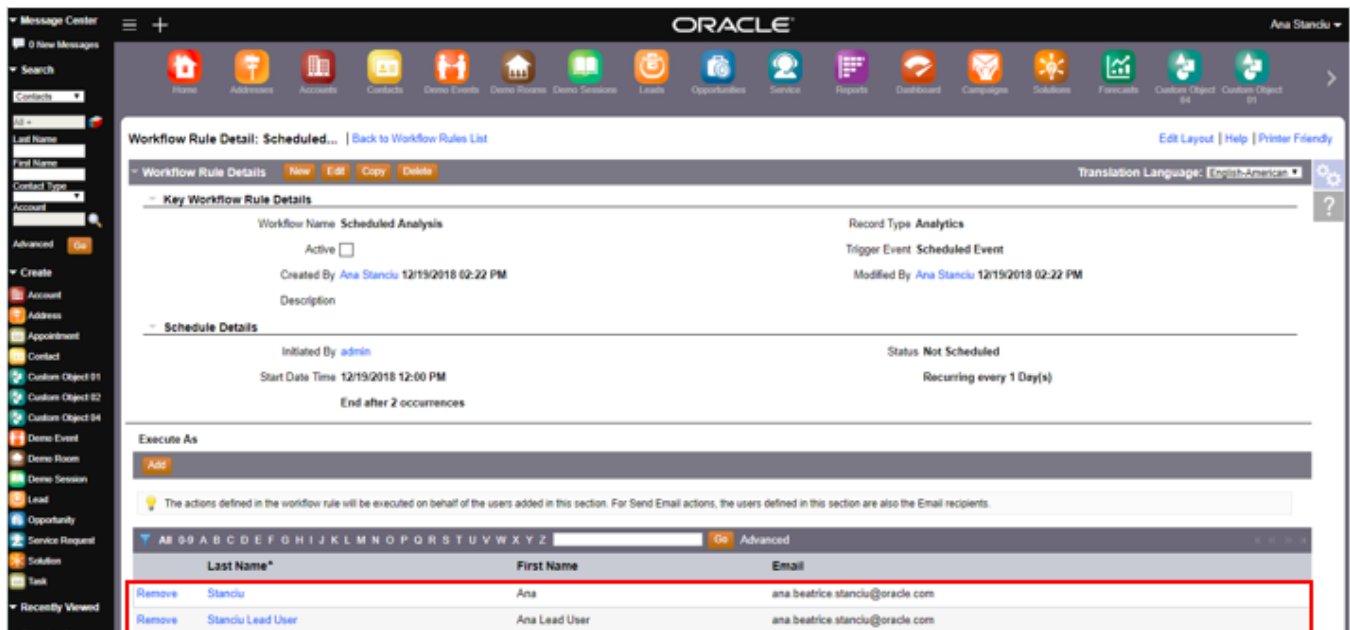 Message Center
0 New Messages
Search
Contacts
All +
Last Name
First Name
Contact Type
Account
Advanced Go
Create
Account
Address
Appointment
Contact
Custom Object 01
Custom Object 02
Custom Object 04
Demo Event
Demo Room
Demo Session
Lead
Opportunity
Service Request
Solution
Task
Recently Viewed
ORACLE
Ana Stanciu
Home Addresses Accounts Contacts Demo Events Demo Rooms Demo Sessions Leads Opportunities Service Reports Dashboard Campaigns Solutions Forecasts Custom Object 04 Custom Object 01
Workflow Rule Detail: Scheduled... | Back to Workflow Rules List Edit Layout | Help | Printer Friendly
Workflow Rule Details New Edit Copy Delete Translation Language: English-American
Key Workflow Rule Details
Workflow Name Scheduled Analysis Record Type Analytics
Active Trigger Event Scheduled Event
Created By Ana Stanciu 12/19/2018 02:22 PM Modified By Ana Stanciu 12/19/2018 02:22 PM
Description
Schedule Details
Initiated By admin Status Not Scheduled
Start Date Time 12/19/2018 12:00 PM Recurring every 1 Day(s)
End after 2 occurrences
Execute As
Add
The actions defined in the workflow rule will be executed on behalf of the users added in this section. For Send Email actions, the users defined in this section are also the Email recipients.
All 0-9 A B C D E F G H I J K L M N O P Q R S T U V W X Y Z Go Advanced
Last Name* First Name Email
Remove Stanciu Ana ana.beatrice.stanciu@oracle.com
Remove Stanciu Lead User Ana Lead User ana.beatrice.stanciu@oracle.com